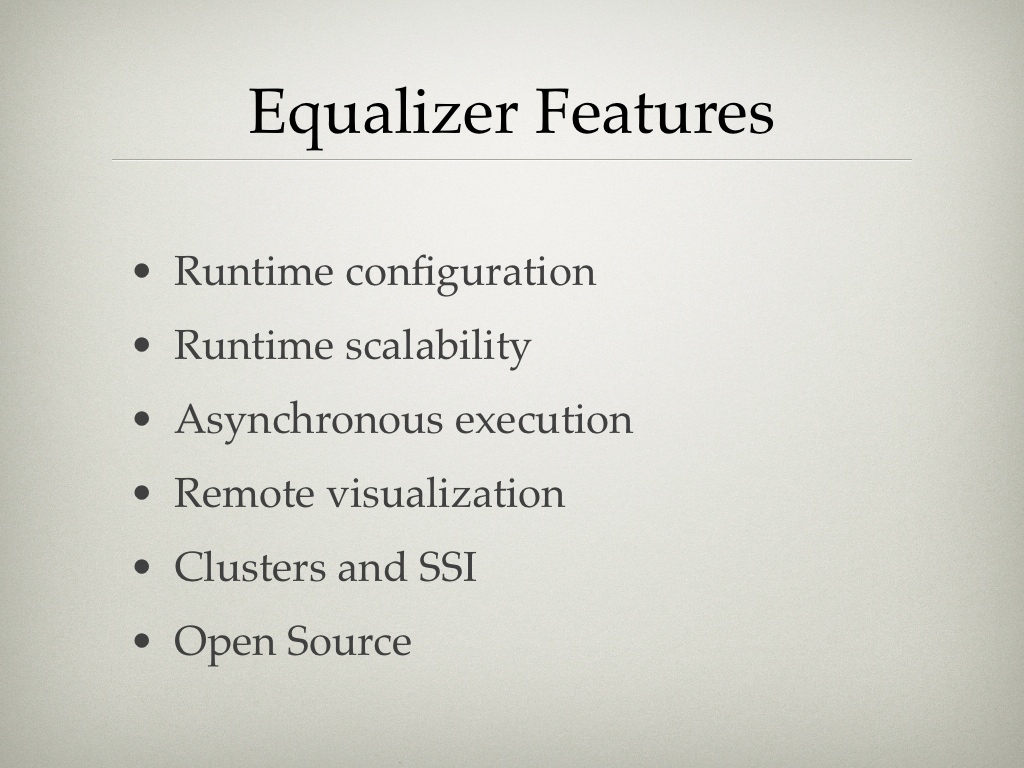 Equalizer Features
• Runtime configuration
• Runtime scalability
• Asynchronous execution
• Remote visualization
• Clusters and SSI
• Open Source